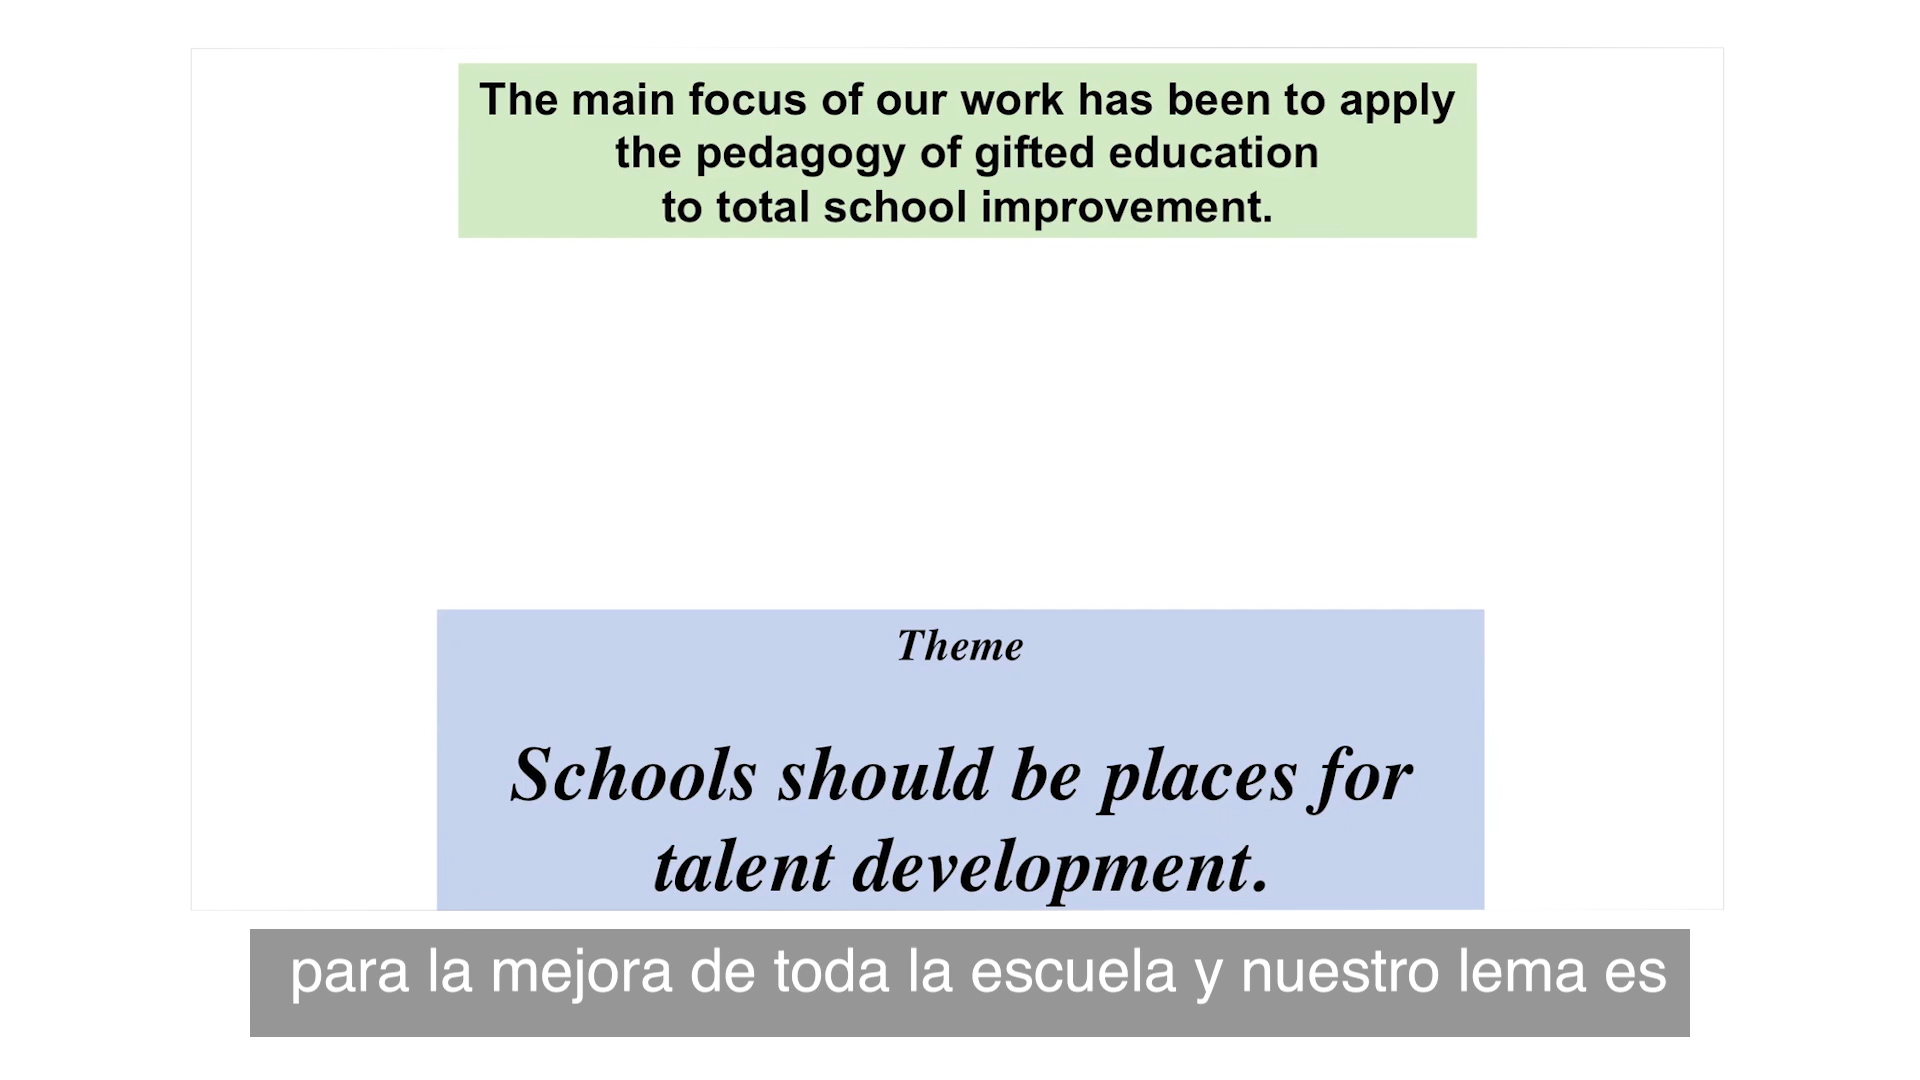 The main focus of our work has been to apply
the pedagogy of gifted education
to total school improvement.
Theme
Schools should be places for
talent development.
para la mejora de toda la escuela y nuestro lema es